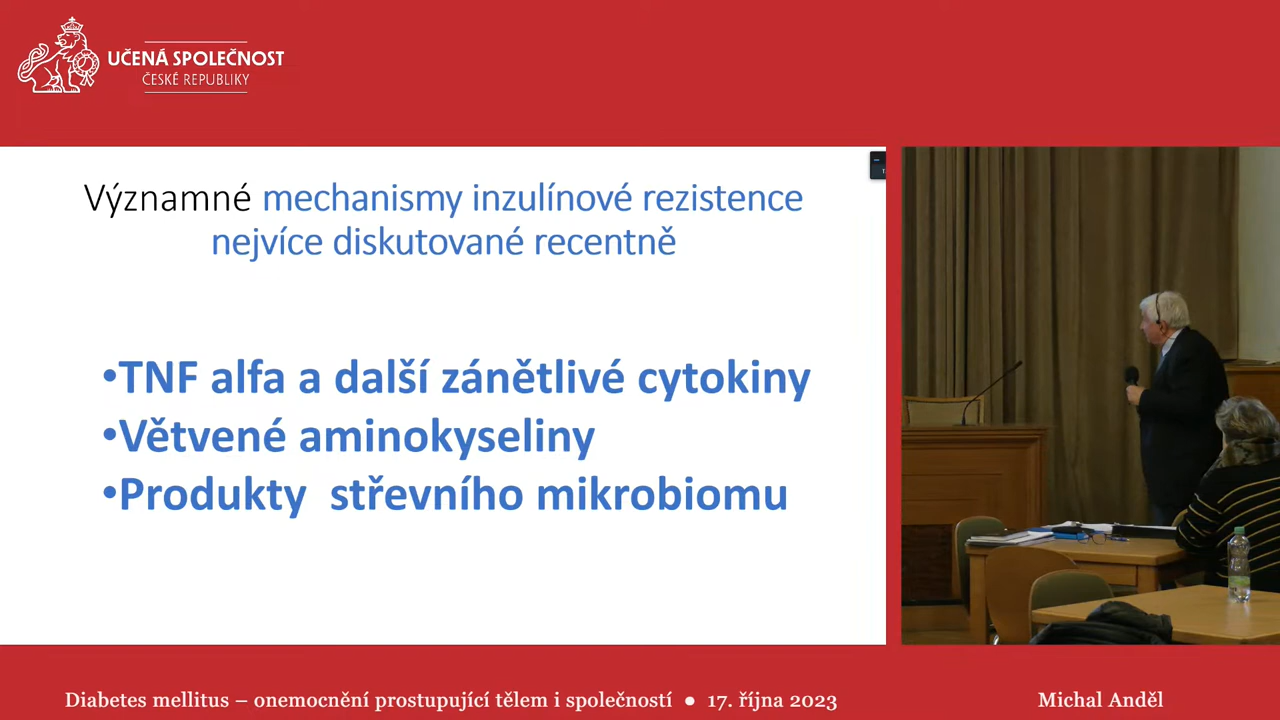 UČENÁ SPOLEČNOST
ČESKÉ REPUBLIKY
Významné mechanismy inzulínové rezistence
nejvíce diskutované recentně
•TNF alfa a další zánětlivé cytokiny
•Větvené aminokyseliny
•Produkty  střevního mikrobiomu
Diabetes mellitus – onemocnění prostupující tělem i společností ● 17. října 2023
Michal Anděl